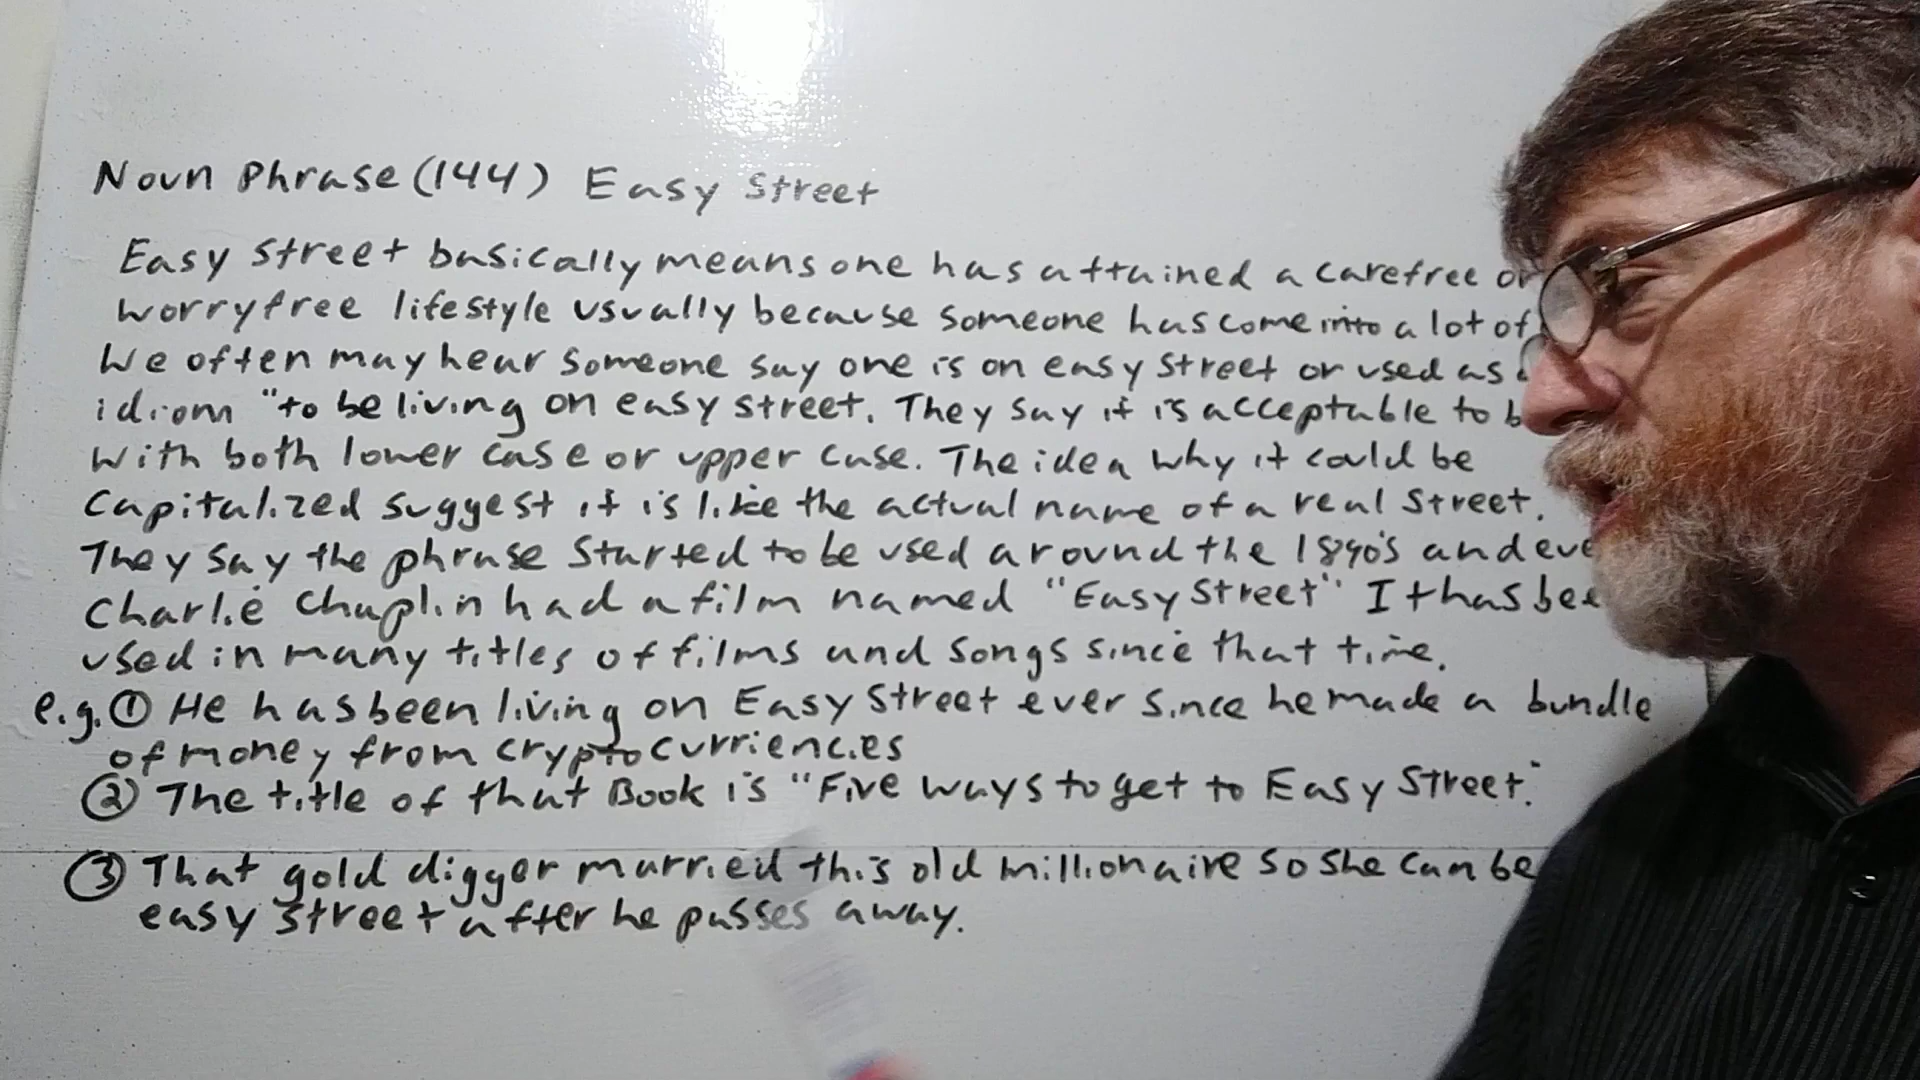 Noun Phrase (144) Easy Street
Easy Street basically means one has attained a carefree or
worryfree lifestyle usually because someone has come into a lot of
We often may hear someone say one is on easy street or used as
idiom "to be living on easy street. They say it is acceptable to b
with both lower case or upper case. The idea why it could be
Capitalized suggest it is like the actual name of a real street.
They say the phrase started to be used around the 1890's and eve
Charlie Chaplin had a film named "Easy Street". It has bee
used in many titles of films and songs since that time.
e.g. ① He has been living on Easy Street ever since he made a bundle
of money from cryptocurriencies
② The title of that Book is "Five ways to get to Easy Street."
③ That gold digger married this old millionaire so she can be
easy street after he passes away.